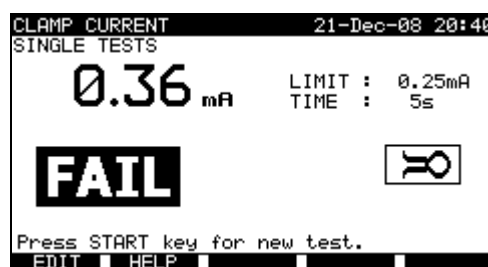 CLAMP CURRENT 21-Dec-08 20:40
SINGLE TESTS
0.36 mA
LIMIT : 0.25mA
TIME : 5s
FAIL
Press START key for new test.
EDIT HELP